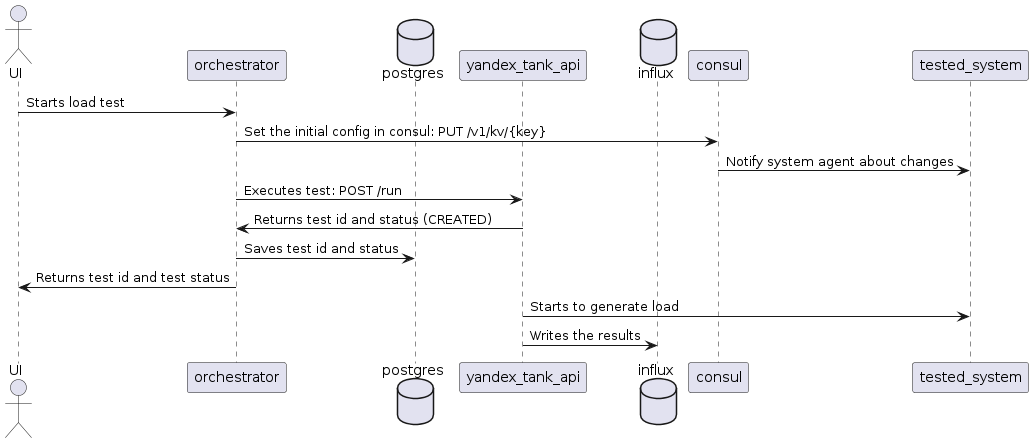 UI
orchestrator
postgres
yandex_tank_api
influx
consul
tested_system
Starts load test
Set the initial config in consul: PUT /v1/kv/{key}
Notify system agent about changes
Executes test: POST /run
Returns test id and status (CREATED)
Saves test id and status
Returns test id and test status
Starts to generate load
Writes the results
UI
orchestrator
postgres
yandex_tank_api
influx
consul
tested_system